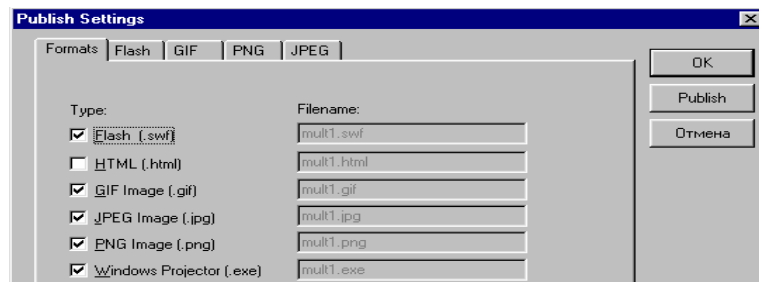 Publish Settings
Formats Flash GIF PNG JPEG
OK
Publish
Отмена
Type: Filename:
Flash (.swf) mult1.swf
HTML (.html) mult1.html
GIF Image (.gif) mult1.gif
JPEG Image (.jpg) mult1.jpg
PNG Image (.png) mult1.png
Windows Projector (.exe) mult1.exe